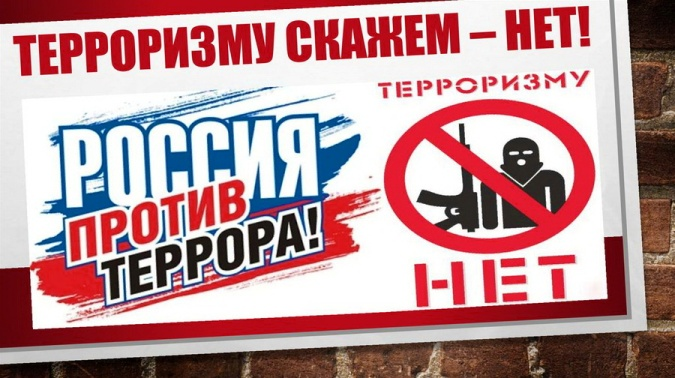 ТЕРРОРИЗМУ СКАЖЕМ – НЕТ!
РОССИЯ
ПРОТИВ
ТЕРРОРА!
ТЕРРОРИЗМУ
НЕТ